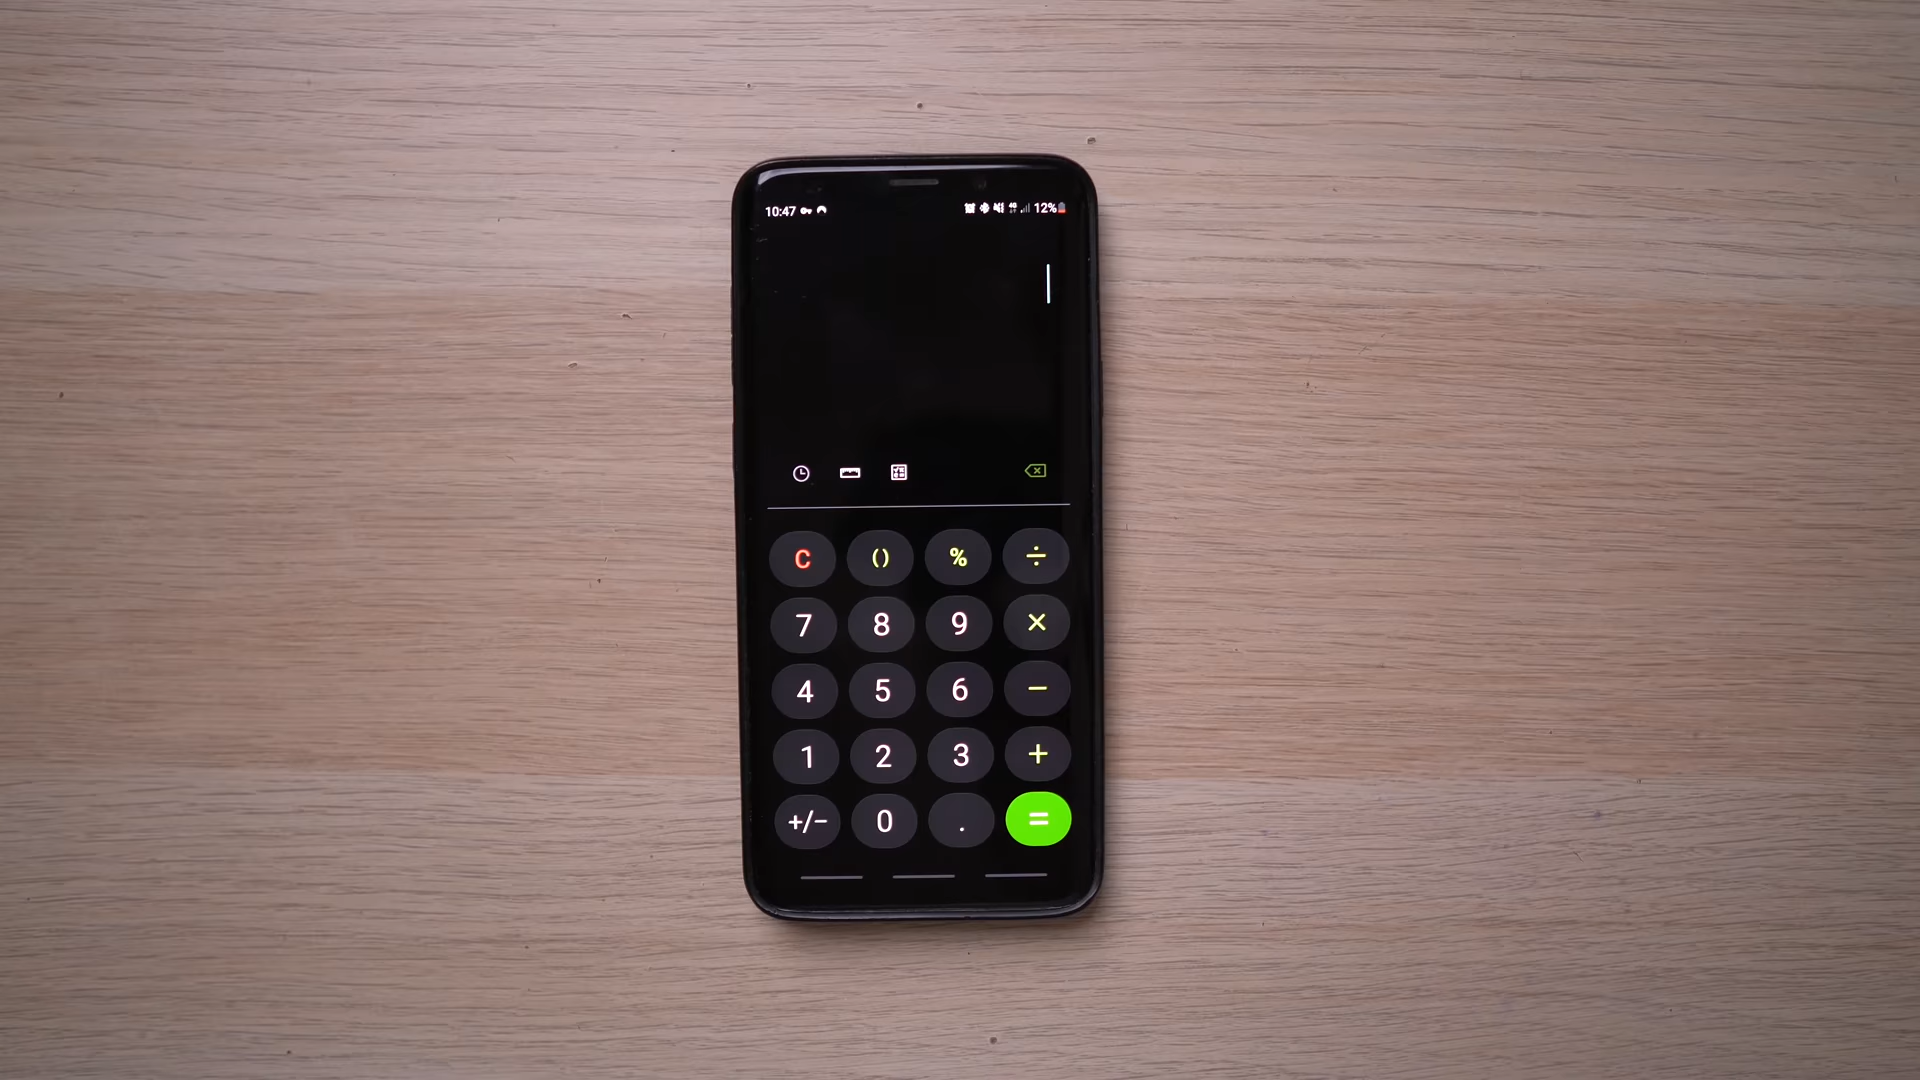 10:47 12%
C () % ÷
7 8 9 ×
4 5 6 −
1 2 3 +
+/− 0 . =